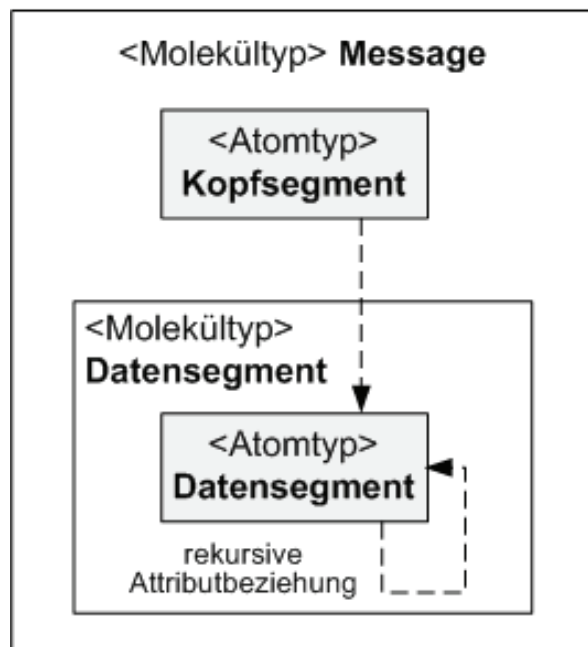 <Molekültyp> Message
<Atomtyp>
Kopfsegment
<Molekültyp>
Datensegment
<Atomtyp>
Datensegment
rekursive
Attributbeziehung